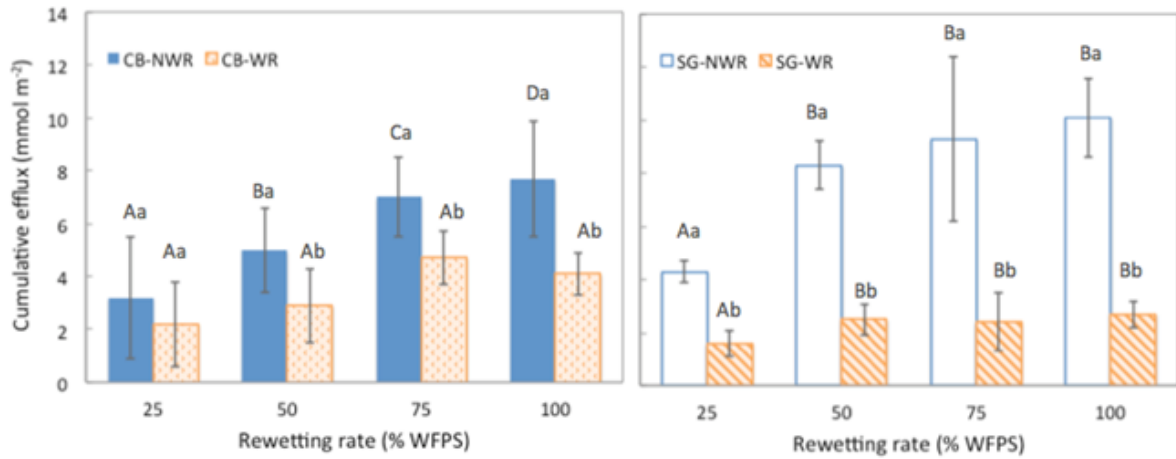 14
12
10
8
6
4
2
0
Cumulative efflux (mmol m⁻²)
CB-NWR CB-WR
Aa Aa Ba Ab Ca Ab Da Ab
25 50 75 100
Rewetting rate (% WFPS)
SG-NWR SG-WR
Aa Ab Ba Bb Ba Bb Ba Bb
25 50 75 100
Rewetting rate (% WFPS)